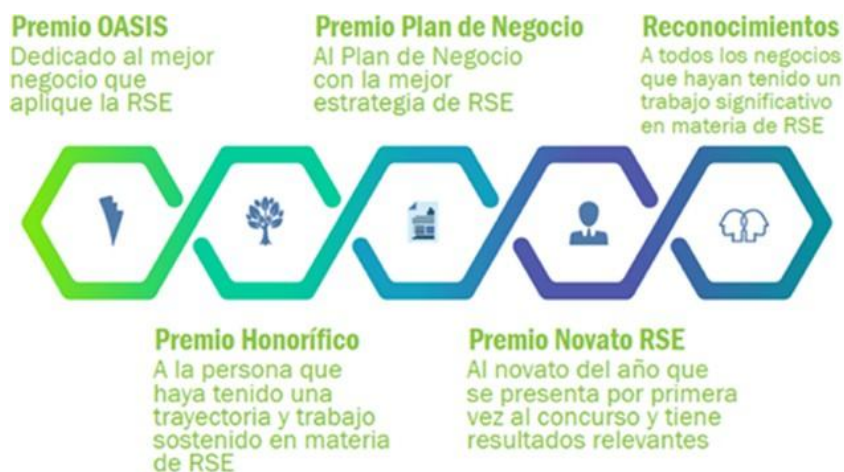 Premio OASIS
Dedicado al mejor
negocio que
aplique la RSE
Premio Plan de Negocio
Al Plan de Negocio
con la mejor
estrategia de RSE
Reconocimientos
A todos los negocios
que hayan tenido un
trabajo significativo
en materia de RSE
Premio Honorífico
A la persona que
haya tenido una
trayectoria y trabajo
sostenido en materia
de RSE
Premio Novato RSE
Al novato del año que
se presenta por primera
vez al concurso y tiene
resultados relevantes